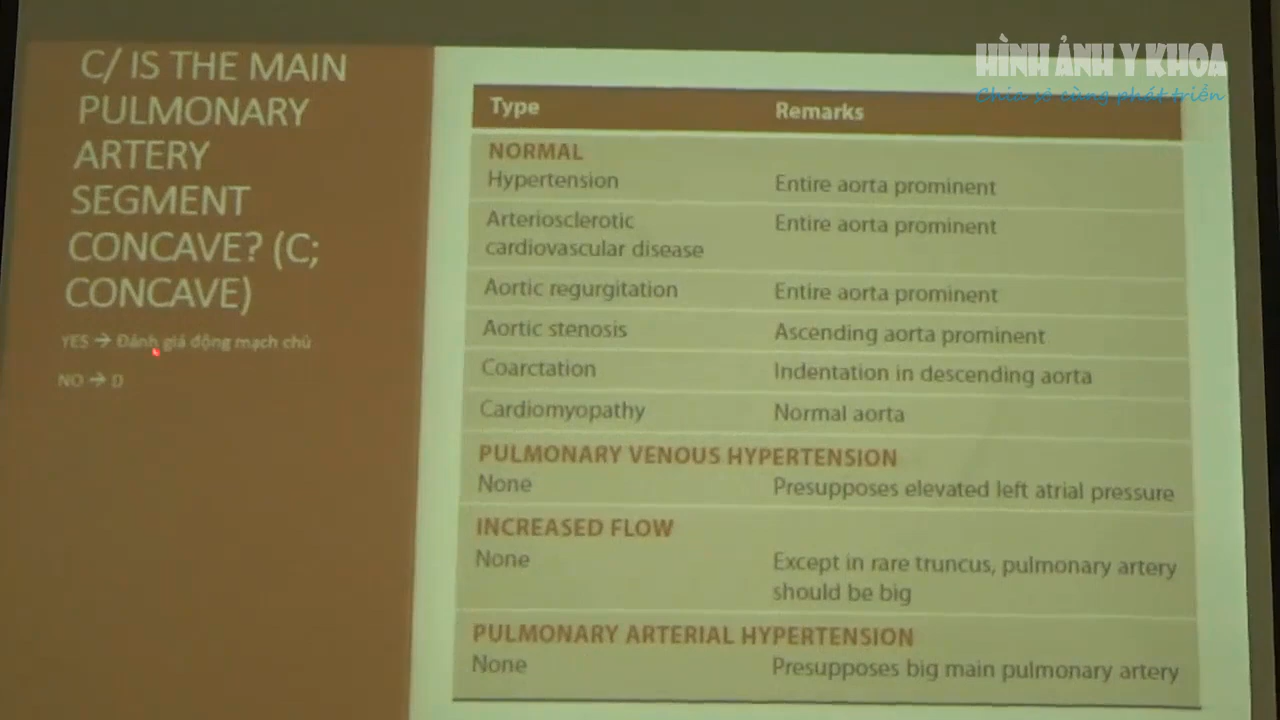 HÌNH ẢNH Y KHOA
Chia sẻ cùng phát triển
C/ IS THE MAIN
PULMONARY
ARTERY
SEGMENT
CONCAVE? (C;
CONCAVE)
YES → Đánh giá động mạch chủ
NO → D
Type Remarks
NORMAL
Hypertension Entire aorta prominent
Arteriosclerotic Entire aorta prominent
cardiovascular disease
Aortic regurgitation Entire aorta prominent
Aortic stenosis Ascending aorta prominent
Coarctation Indentation in descending aorta
Cardiomyopathy Normal aorta
PULMONARY VENOUS HYPERTENSION
None Presupposes elevated left atrial pressure
INCREASED FLOW
None Except in rare truncus, pulmonary artery
should be big
PULMONARY ARTERIAL HYPERTENSION
None Presupposes big main pulmonary artery